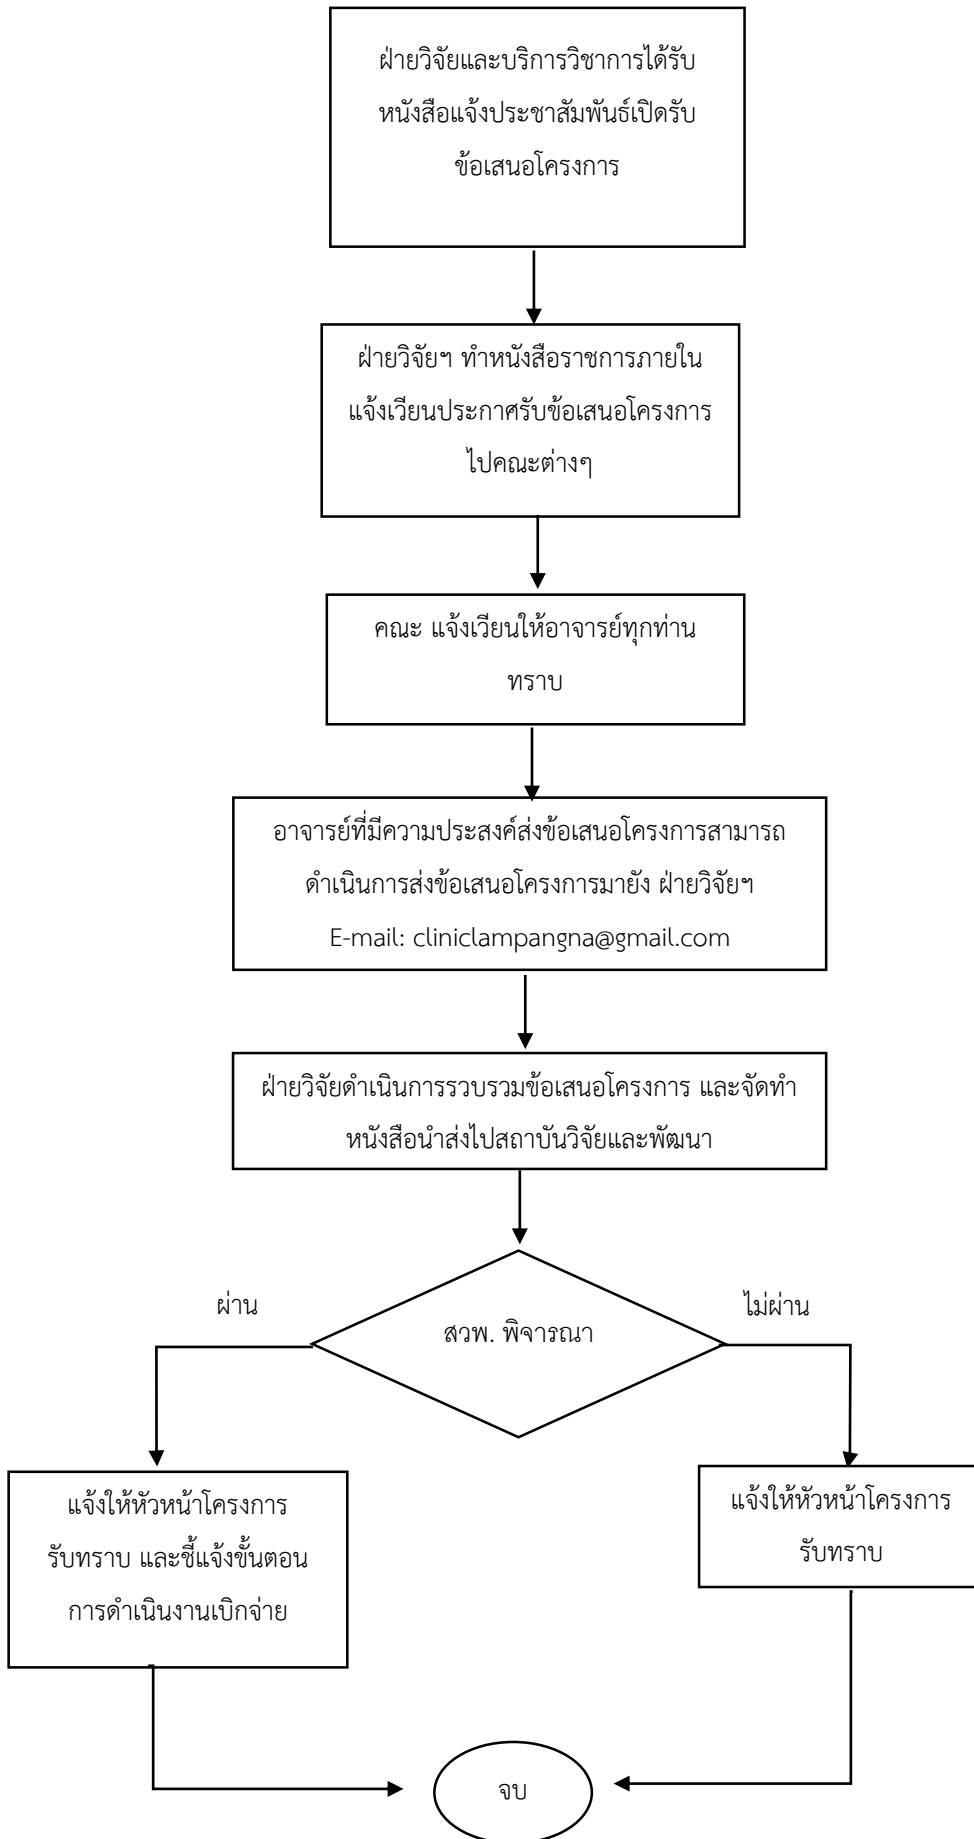 ฝ่ายวิจัยและบริการวิชาการได้รับ
หนังสือแจ้งประชาสัมพันธ์เปิดรับ
ข้อเสนอโครงการ
ฝ่ายวิจัยฯ ทำหนังสือราชการภายใน
แจ้งเวียนประกาศรับข้อเสนอโครงการ
ไปคณะต่างๆ
คณะ แจ้งเวียนให้อาจารย์ทุกท่าน
ทราบ
อาจารย์ที่มีความประสงค์ส่งข้อเสนอโครงการสามารถ
ดำเนินการส่งข้อเสนอโครงการมายัง ฝ่ายวิจัยฯ
E-mail: cliniclampangna@gmail.com
ฝ่ายวิจัยดำเนินการรวบรวมข้อเสนอโครงการ และจัดทำ
หนังสือนำส่งไปสถาบันวิจัยและพัฒนา
ผ่าน
ไม่ผ่าน
สวพ. พิจารณา
แจ้งให้หัวหน้าโครงการ
รับทราบ และชี้แจงขั้นตอน
การดำเนินงานเบิกจ่าย
แจ้งให้หัวหน้าโครงการ
รับทราบ
จบ